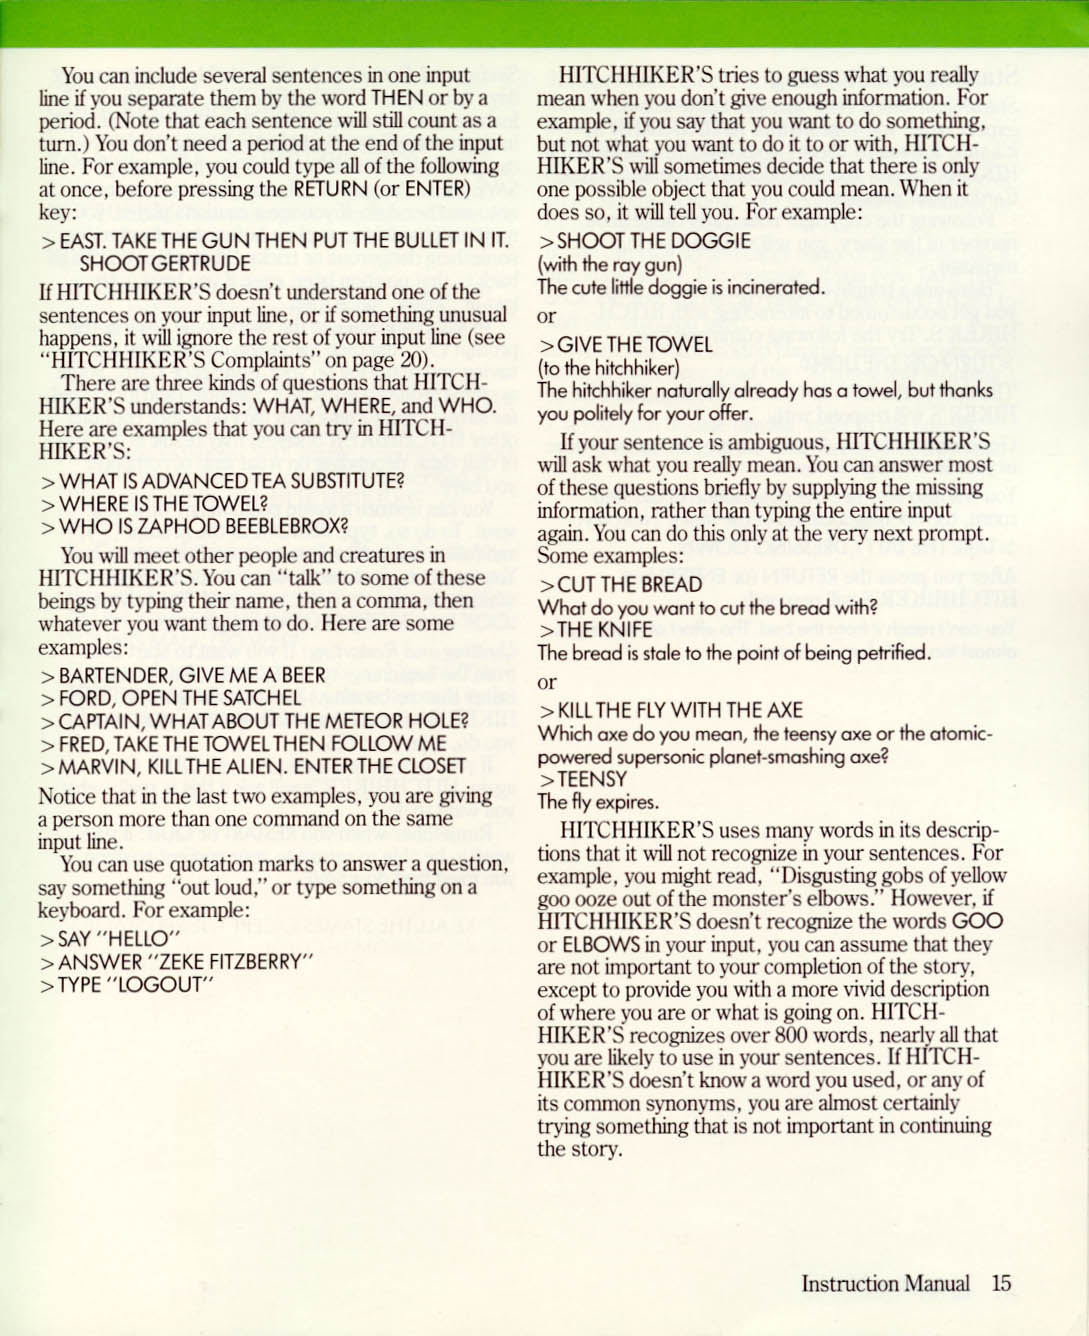 You can include several sentences in one input
line if you separate them by the word THEN or by a
period. (Note that each sentence will still count as a
turn.) You don't need a period at the end of the input
line. For example, you could type all of the following
at once, before pressing the RETURN (or ENTER)
key:
> EAST. TAKE THE GUN THEN PUT THE BULLET IN IT.
SHOOT GERTRUDE
If HITCHHIKER'S doesn't understand one of the
sentences on your input line, or if something unusual
happens, it will ignore the rest of your input line (see
"HITCHHIKER'S Complaints" on page 20).
There are three kinds of questions that HITCH-
HIKER'S understands: WHAT, WHERE, and WHO.
Here are examples that you can try in HITCH-
HIKER'S:
> WHAT IS ADVANCED TEA SUBSTITUTE?
> WHERE IS THE TOWEL?
> WHO IS ZAPHOD BEEBLEBROX?
You will meet other people and creatures in
HITCHHIKER'S. You can "talk" to some of these
beings by typing their name, then a comma, then
whatever you want them to do. Here are some
examples:
> BARTENDER, GIVE ME A BEER
> FORD, OPEN THE SATCHEL
> CAPTAIN, WHAT ABOUT THE METEOR HOLE?
> FRED, TAKE THE TOWEL THEN FOLLOW ME
> MARVIN, KILL THE ALIEN. ENTER THE CLOSET
Notice that in the last two examples, you are giving
a person more than one command on the same
input line.
You can use quotation marks to answer a question,
say something "out loud," or type something on a
keyboard. For example:
> SAY "HELLO"
> ANSWER "ZEKE FITZBERRY"
> TYPE "LOGOUT"
HITCHHIKER'S tries to guess what you really
mean when you don't give enough information. For
example, if you say that you want to do something,
but not what you want to do it to or with, HITCH-
HIKER'S will sometimes decide that there is only
one possible object that you could mean. When it
does so, it will tell you. For example:
> SHOOT THE DOGGIE
(with the ray gun)
The cute little doggie is incinerated.
or
> GIVE THE TOWEL
(to the hitchhiker)
The hitchhiker naturally already has a towel, but thanks
you politely for your offer.
If your sentence is ambiguous, HITCHHIKER'S
will ask what you really mean. You can answer most
of these questions briefly by supplying the missing
information, rather than typing the entire input
again. You can do this only at the very next prompt.
Some examples:
> CUT THE BREAD
What do you want to cut the bread with?
> THE KNIFE
The bread is stale to the point of being petrified.
or
> KILL THE FLY WITH THE AXE
Which axe do you mean, the teensy axe or the atomic-
powered supersonic planet-smashing axe?
> TEENSY
The fly expires.
HITCHHIKER'S uses many words in its descrip-
tions that it will not recognize in your sentences. For
example, you might read, "Disgusting gobs of yellow
goo ooze out of the monster's elbows." However, if
HITCHHIKER'S doesn't recognize the words GOO
or ELBOWS in your input, you can assume that they
are not important to your completion of the story,
except to provide you with a more vivid description
of where you are or what is going on. HITCH-
HIKER'S recognizes over 800 words, nearly all that
you are likely to use in your sentences. If HITCH-
HIKER'S doesn't know a word you used, or any of
its common synonyms, you are almost certainly
trying something that is not important in continuing
the story.
Instruction Manual 15